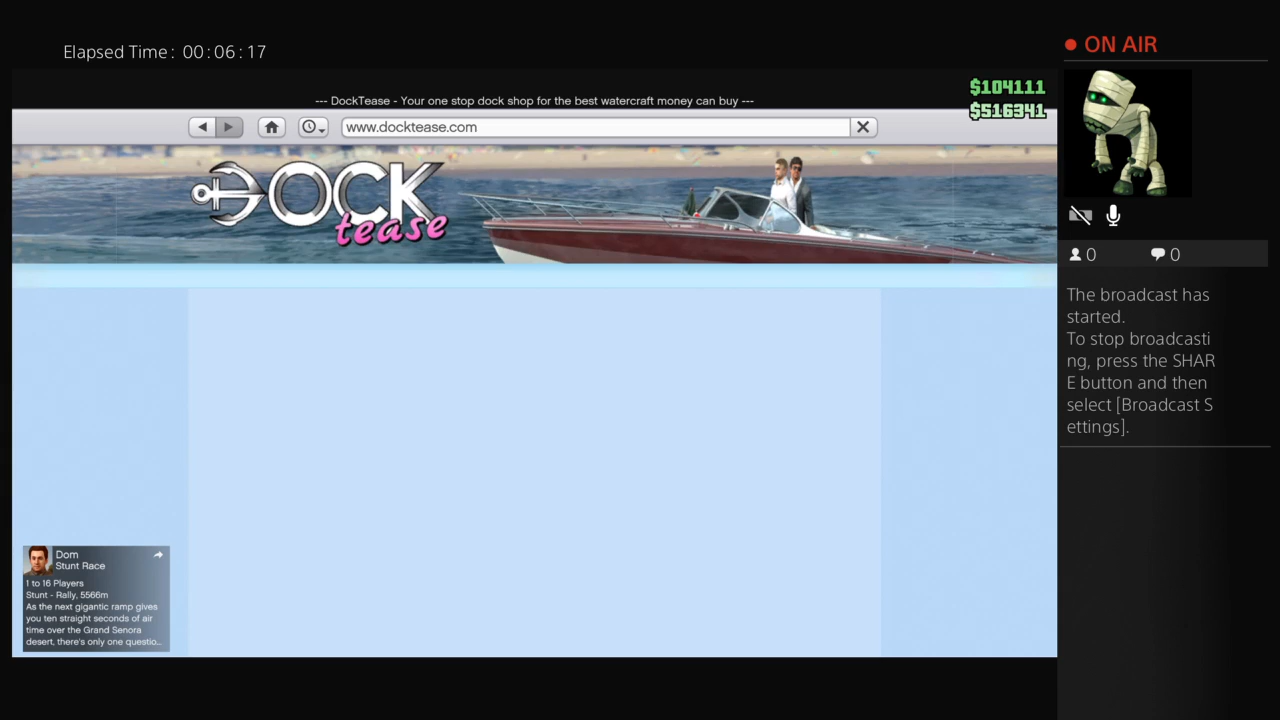 Elapsed Time: 00:06:17
ON AIR
--- DockTease - Your one stop dock shop for the best watercraft money can buy ---
$104111
$516341
www.docktease.com
DOCK
tease
0
0
The broadcast has
started.
To stop broadcasti
ng, press the SHAR
E button and then
select [Broadcast S
ettings].
Dom
Stunt Race
1 to 16 Players
Stunt - Rally, 5566m
As the next gigantic ramp gives
you ten straight seconds of air
time over the Grand Senora
desert, there's only one questio...